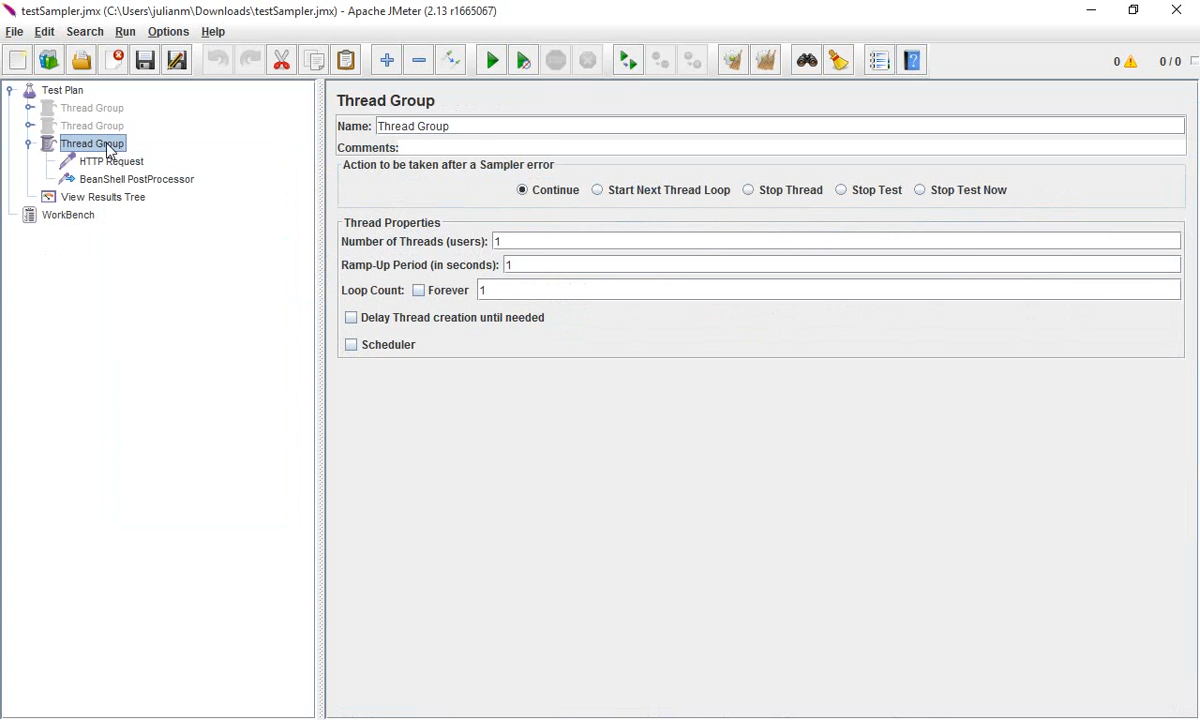 testSampler.jmx (C:\Users\julianm\Downloads\testSampler.jmx) - Apache JMeter (2.13 r1665067)
File Edit Search Run Options Help
0 0 / 0
Test Plan
Thread Group
Thread Group
Thread Group
HTTP Request
BeanShell PostProcessor
View Results Tree
WorkBench
Thread Group
Name: Thread Group
Comments:
Action to be taken after a Sampler error
Continue Start Next Thread Loop Stop Thread Stop Test Stop Test Now
Thread Properties
Number of Threads (users): 1
Ramp-Up Period (in seconds): 1
Loop Count: Forever 1
Delay Thread creation until needed
Scheduler